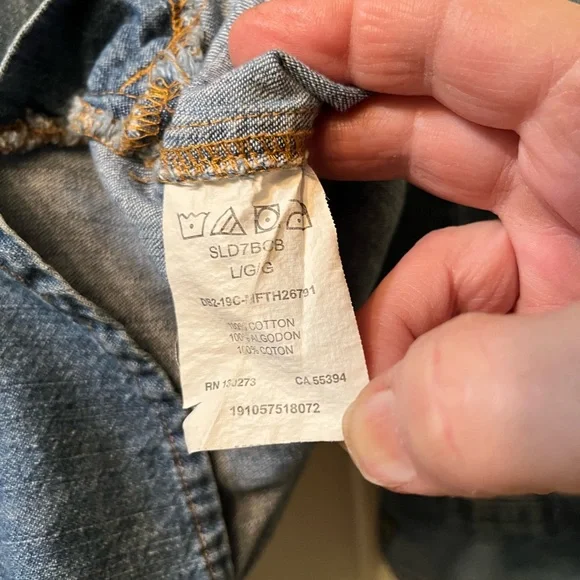 SLD7BCB
L/G/G
100% COTTON
100% ALGODON
100% COTON
CA 55394
191057518072